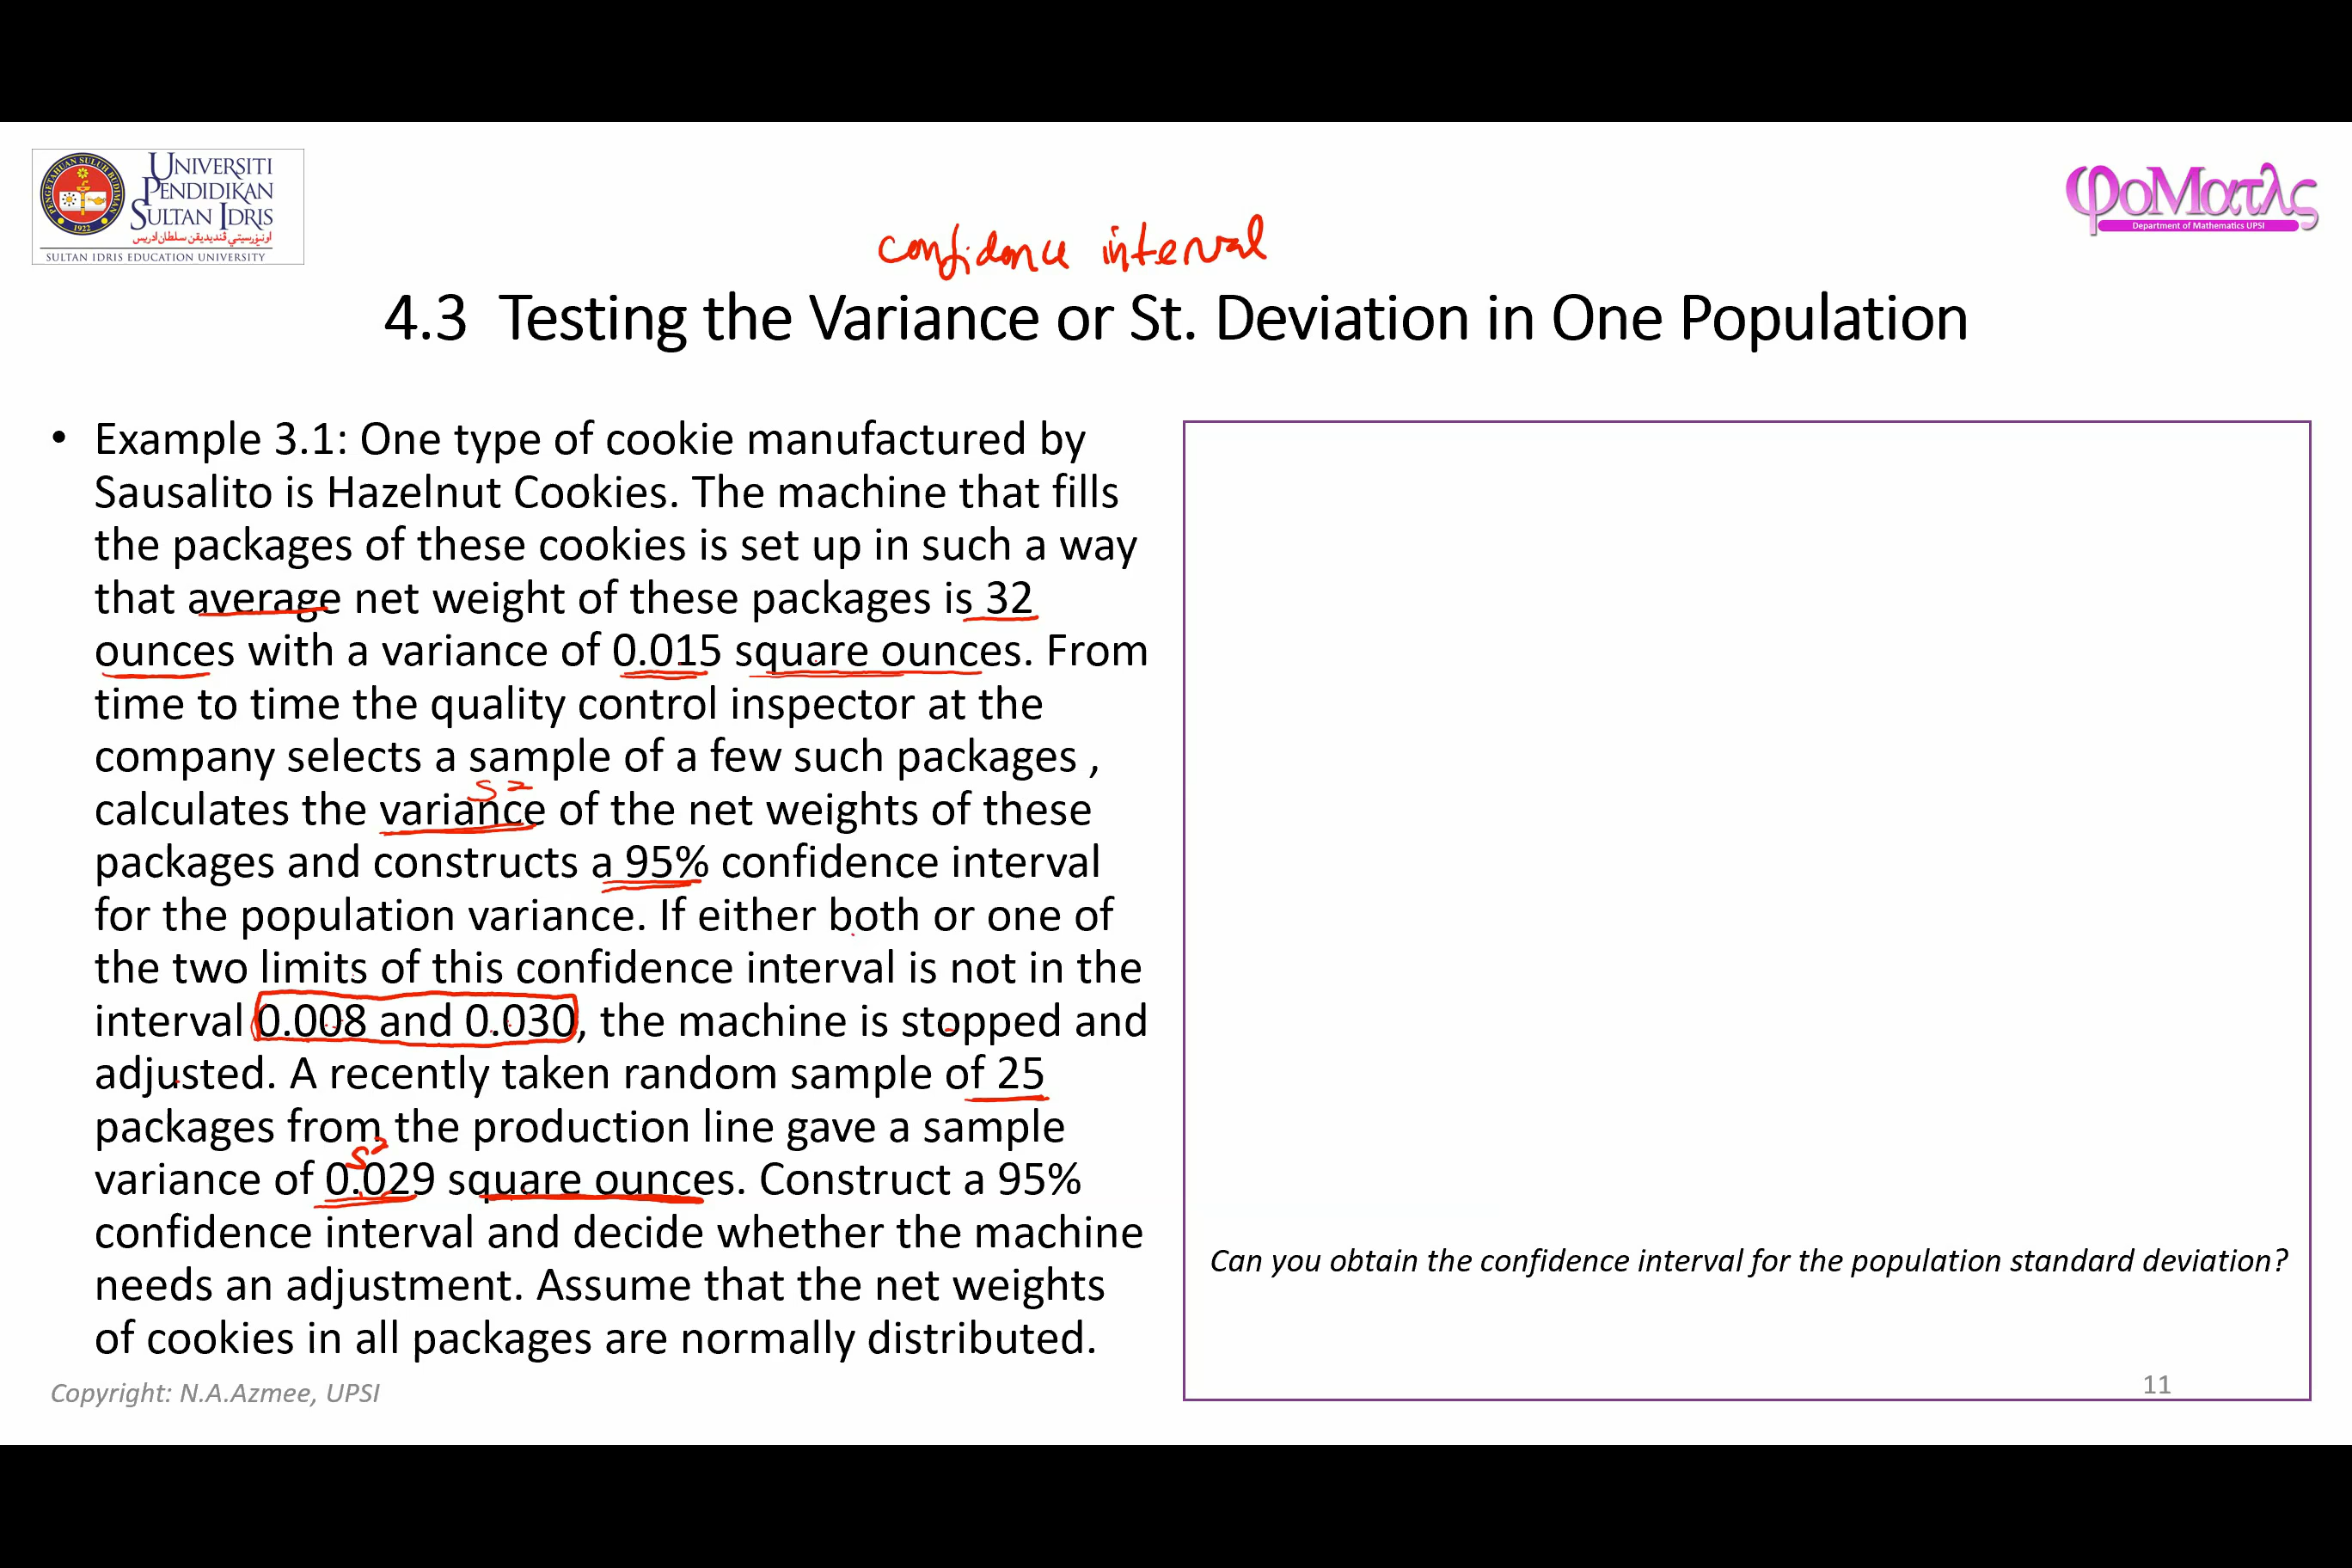 UNIVERSITI
PENDIDIKAN
SULTAN IDRIS
اونيۏرسيتي ڤنديديقن سلطان ادريس
SULTAN IDRIS EDUCATION UNIVERSITY
1922
φoMατλς
Department of Mathematics UPSI
confidence interval
4.3 Testing the Variance or St. Deviation in One Population
• Example 3.1: One type of cookie manufactured by
Sausalito is Hazelnut Cookies. The machine that fills
the packages of these cookies is set up in such a way
that average net weight of these packages is 32
ounces with a variance of 0.015 square ounces. From
time to time the quality control inspector at the
company selects a sample of a few such packages ,
s²
calculates the variance of the net weights of these
packages and constructs a 95% confidence interval
for the population variance. If either both or one of
the two limits of this confidence interval is not in the
interval 0.008 and 0.030, the machine is stopped and
adjusted. A recently taken random sample of 25
packages from the production line gave a sample
s²
variance of 0.029 square ounces. Construct a 95%
confidence interval and decide whether the machine
needs an adjustment. Assume that the net weights
of cookies in all packages are normally distributed.
Can you obtain the confidence interval for the population standard deviation?
Copyright: N.A.Azmee, UPSI
11